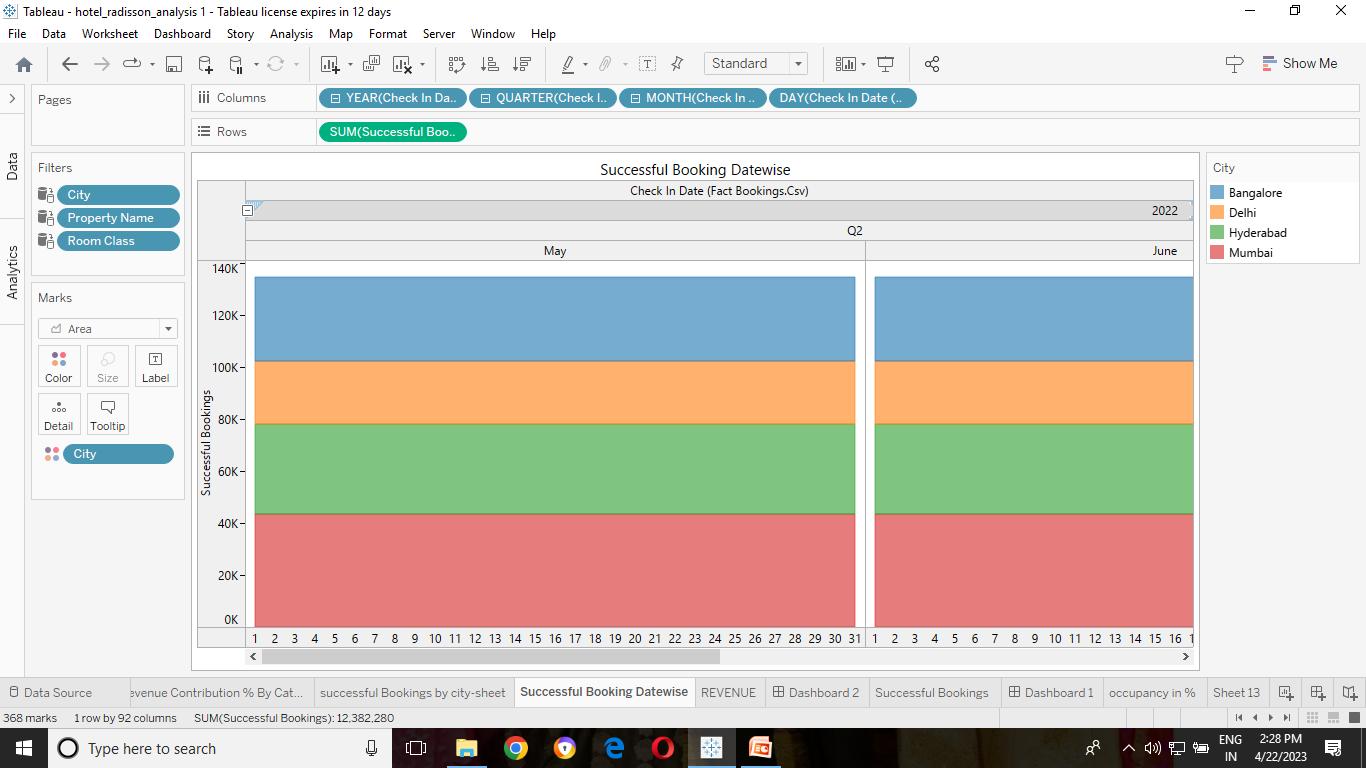 Tableau - hotel_radisson_analysis 1 - Tableau license expires in 12 days
File Data Worksheet Dashboard Story Analysis Map Format Server Window Help
Standard
Show Me
Data
Analytics
Pages
Columns
YEAR(Check In Da.. QUARTER(Check I.. MONTH(Check In .. DAY(Check In Date (..
Rows
SUM(Successful Boo..
Filters
City
Property Name
Room Class
Marks
Area
Color Size Label
Detail Tooltip
City
Successful Booking Datewise
Check In Date (Fact Bookings.Csv)
2022
Q2
May June
Successful Bookings
140K
120K
100K
80K
60K
40K
20K
0K
1 2 3 4 5 6 7 8 9 10 11 12 13 14 15 16 17 18 19 20 21 22 23 24 25 26 27 28 29 30 31 1 2 3 4 5 6 7 8 9 10 11 12 13 14 15 16 1
City
Bangalore
Delhi
Hyderabad
Mumbai
Data Source evenue Contribution % By Cat... successful Bookings by city-sheet Successful Booking Datewise REVENUE Dashboard 2 Successful Bookings Dashboard 1 occupancy in % Sheet 13
368 marks 1 row by 92 columns SUM(Successful Bookings): 12,382,280
Type here to search
ENG
IN
2:28 PM
4/22/2023